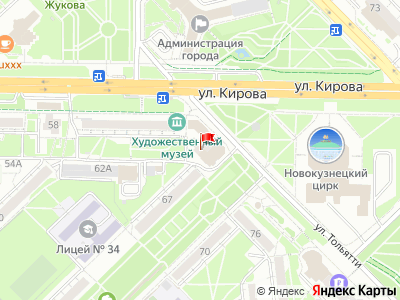 Жукова
73
Администрация
города
ул. Кирова
ул. Кирова
58
Художественный
музей
54А
62А
Новокузнецкий
цирк
67
Лицей № 34
ул. Тольятти
76
70
© Яндекс Яндекс Карты